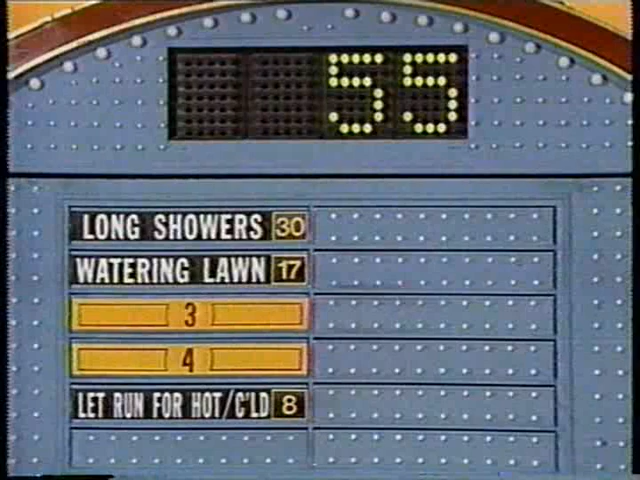 55
LONG SHOWERS 30
WATERING LAWN 17
3
4
LET RUN FOR HOT/C'LD 8